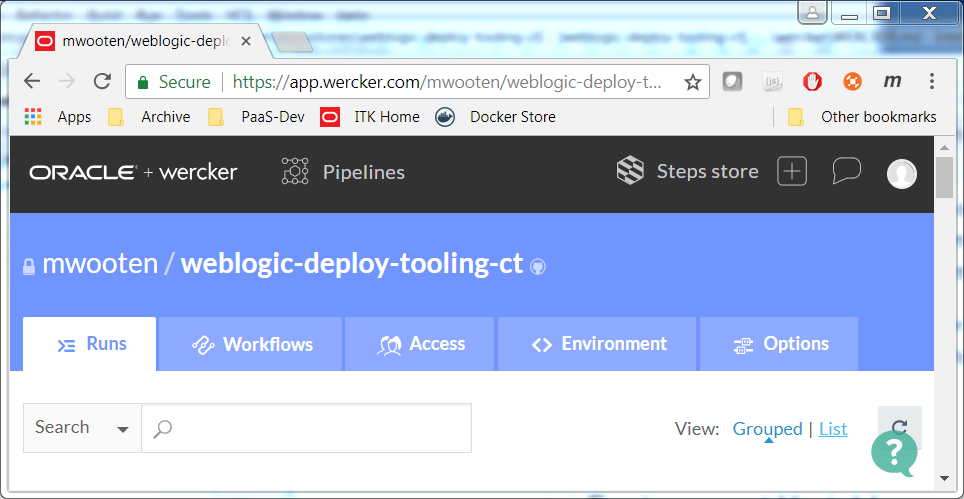 mwooten/weblogic-depl
Secure https://app.wercker.com/mwooten/weblogic-deploy-t... {js} m
Apps Archive PaaS-Dev ITK Home Docker Store Other bookmarks
ORACLE + wercker Pipelines Steps store
mwooten / weblogic-deploy-tooling-ct
Runs Workflows Access Environment Options
Search View: Grouped | List
?